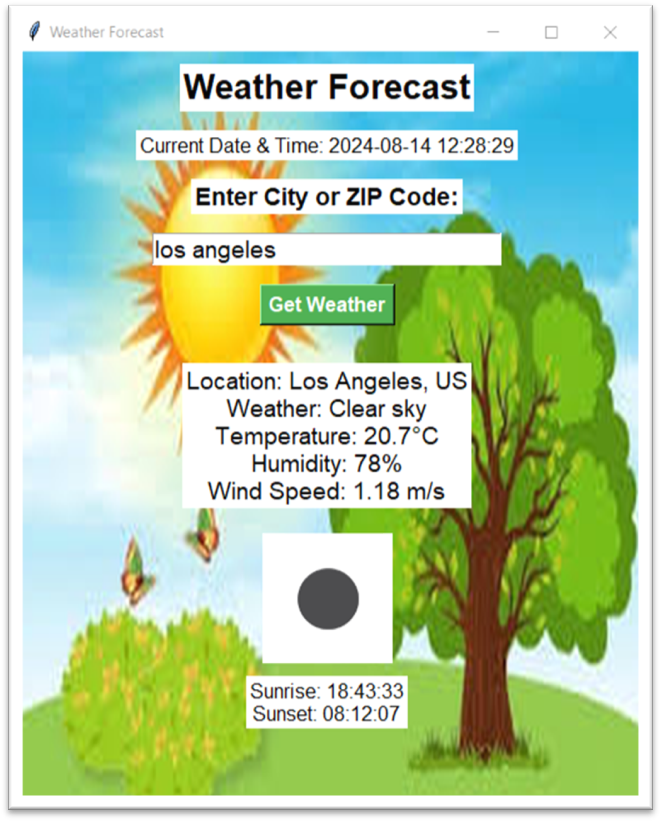 Weather Forecast
Weather Forecast
Current Date & Time: 2024-08-14 12:28:29
Enter City or ZIP Code:
los angeles
Get Weather
Location: Los Angeles, US
Weather: Clear sky
Temperature: 20.7°C
Humidity: 78%
Wind Speed: 1.18 m/s
Sunrise: 18:43:33
Sunset: 08:12:07